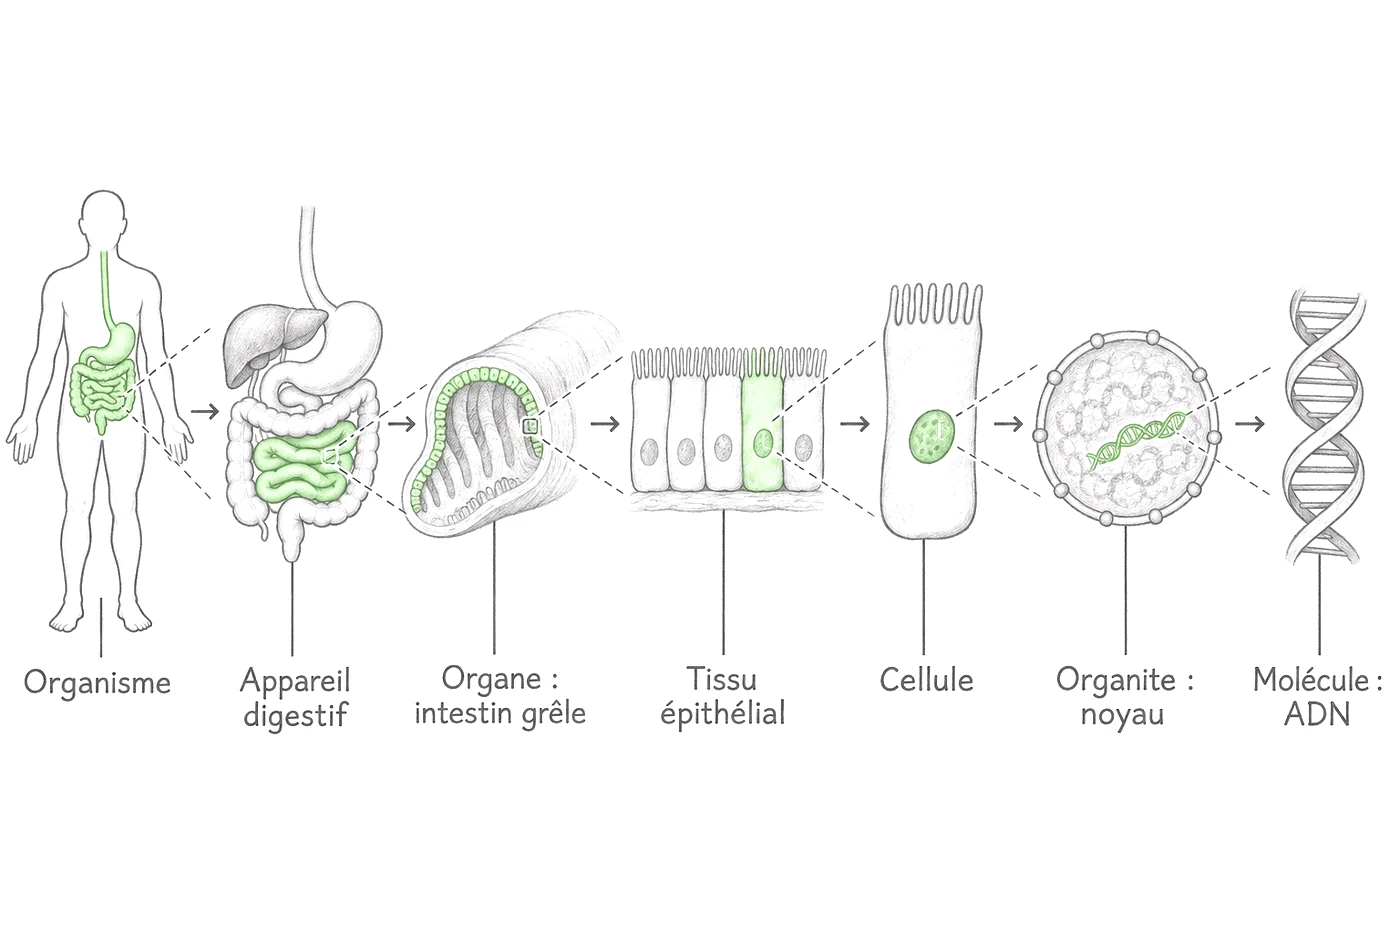 Organisme
Appareil
digestif
Organe :
intestin grêle
Tissu
épithélial
Cellule
Organite :
noyau
Molécule :
ADN